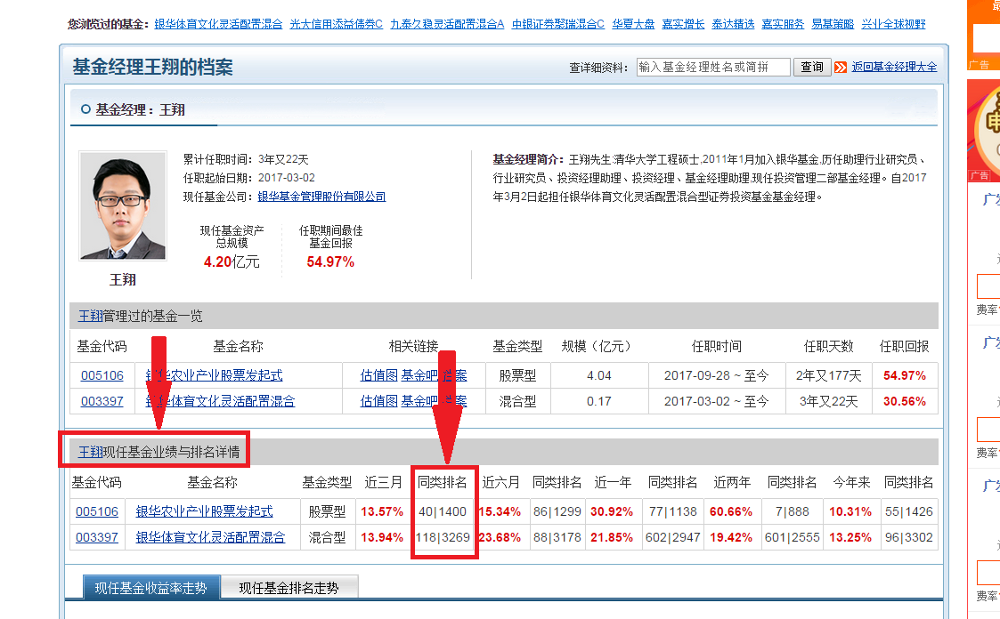 您浏览过的基金： 银华体育文化灵活配置混合 光大信用添益债券C 九泰久稳灵活配置混合A 中银证券聚瑞混合C 华夏大盘 嘉实增长 泰达精选 嘉实服务 易基策略 兴业全球视野
基金经理王翔的档案
查详细资料： 输入基金经理姓名或简拼 查询 返回基金经理大全
广告
基金经理：王翔
累计任职时间：3年又22天
任职起始日期：2017-03-02
现任基金公司：银华基金管理股份有限公司
现任基金资产 任职期间最佳
总规模 基金回报
4.20亿元 54.97%
王翔
基金经理简介：王翔先生:清华大学工程硕士,2011年1月加入银华基金,历任助理行业研究员、
行业研究员、投资经理助理、投资经理、基金经理助理,现任投资管理二部基金经理。自2017
年3月2日起担任银华体育文化灵活配置混合型证券投资基金基金经理。
广告
王翔管理过的基金一览
基金代码 基金名称 相关链接 基金类型 规模（亿元） 任职时间 任职天数 任职回报
005106 银华农业产业股票发起式 估值图 基金吧 档案 股票型 4.04 2017-09-28 ~ 至今 2年又177天 54.97%
003397 银华体育文化灵活配置混合 估值图 基金吧 档案 混合型 0.17 2017-03-02 ~ 至今 3年又22天 30.56%
王翔现任基金业绩与排名详情
基金代码 基金名称 基金类型 近三月 同类排名 近六月 同类排名 近一年 同类排名 近两年 同类排名 今年来 同类排名
005106 银华农业产业股票发起式 股票型 13.57% 40|1400 15.34% 86|1299 30.92% 77|1138 60.66% 7|888 10.31% 55|1426
003397 银华体育文化灵活配置混合 混合型 13.94% 118|3269 23.68% 88|3178 21.85% 602|2947 19.42% 601|2555 13.25% 96|3302
现任基金收益率走势 现任基金排名走势
费率
费率
费率